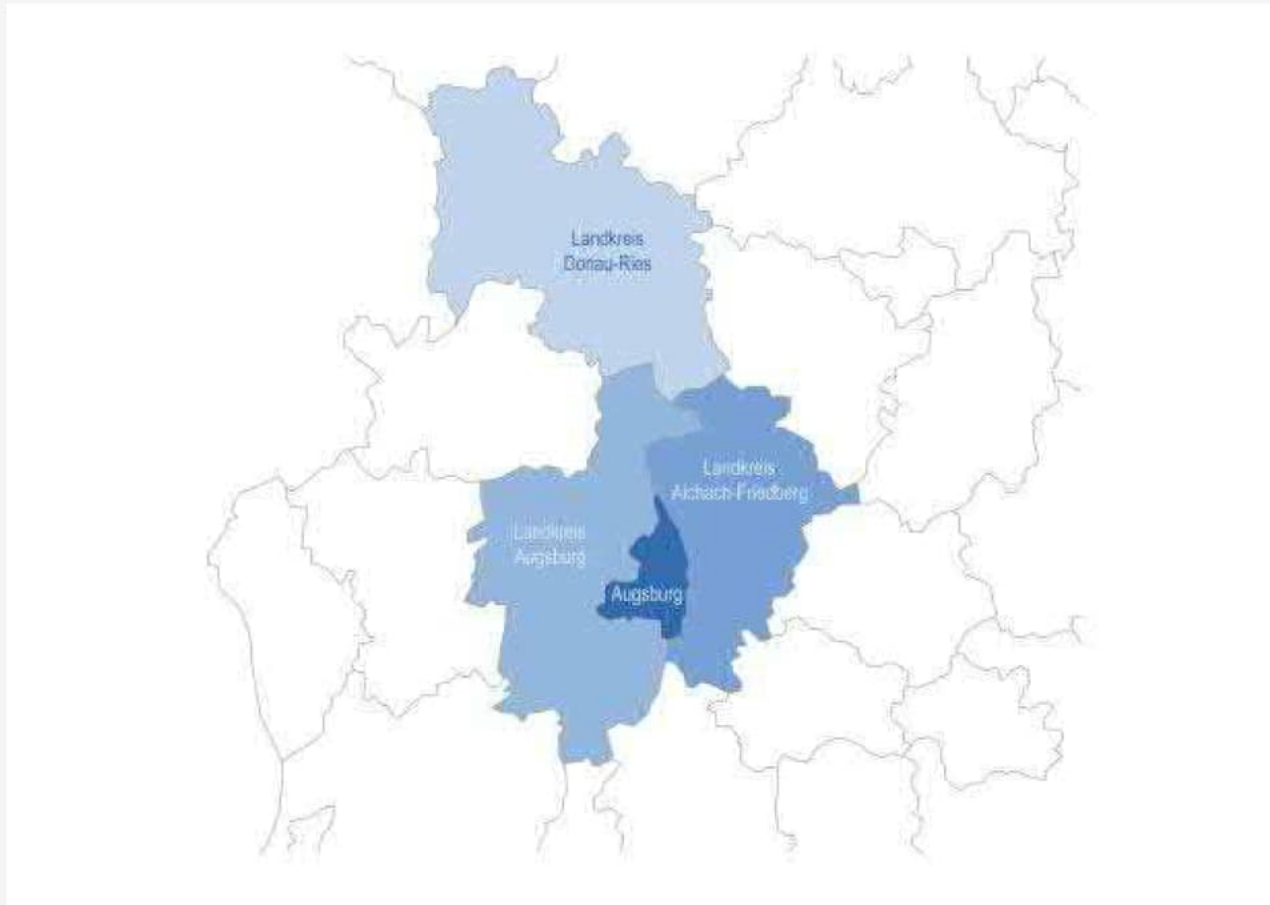 Landkreis
Donau-Ries
Landkreis
Aichach-Friedberg
Landkreis
Augsburg
Augsburg